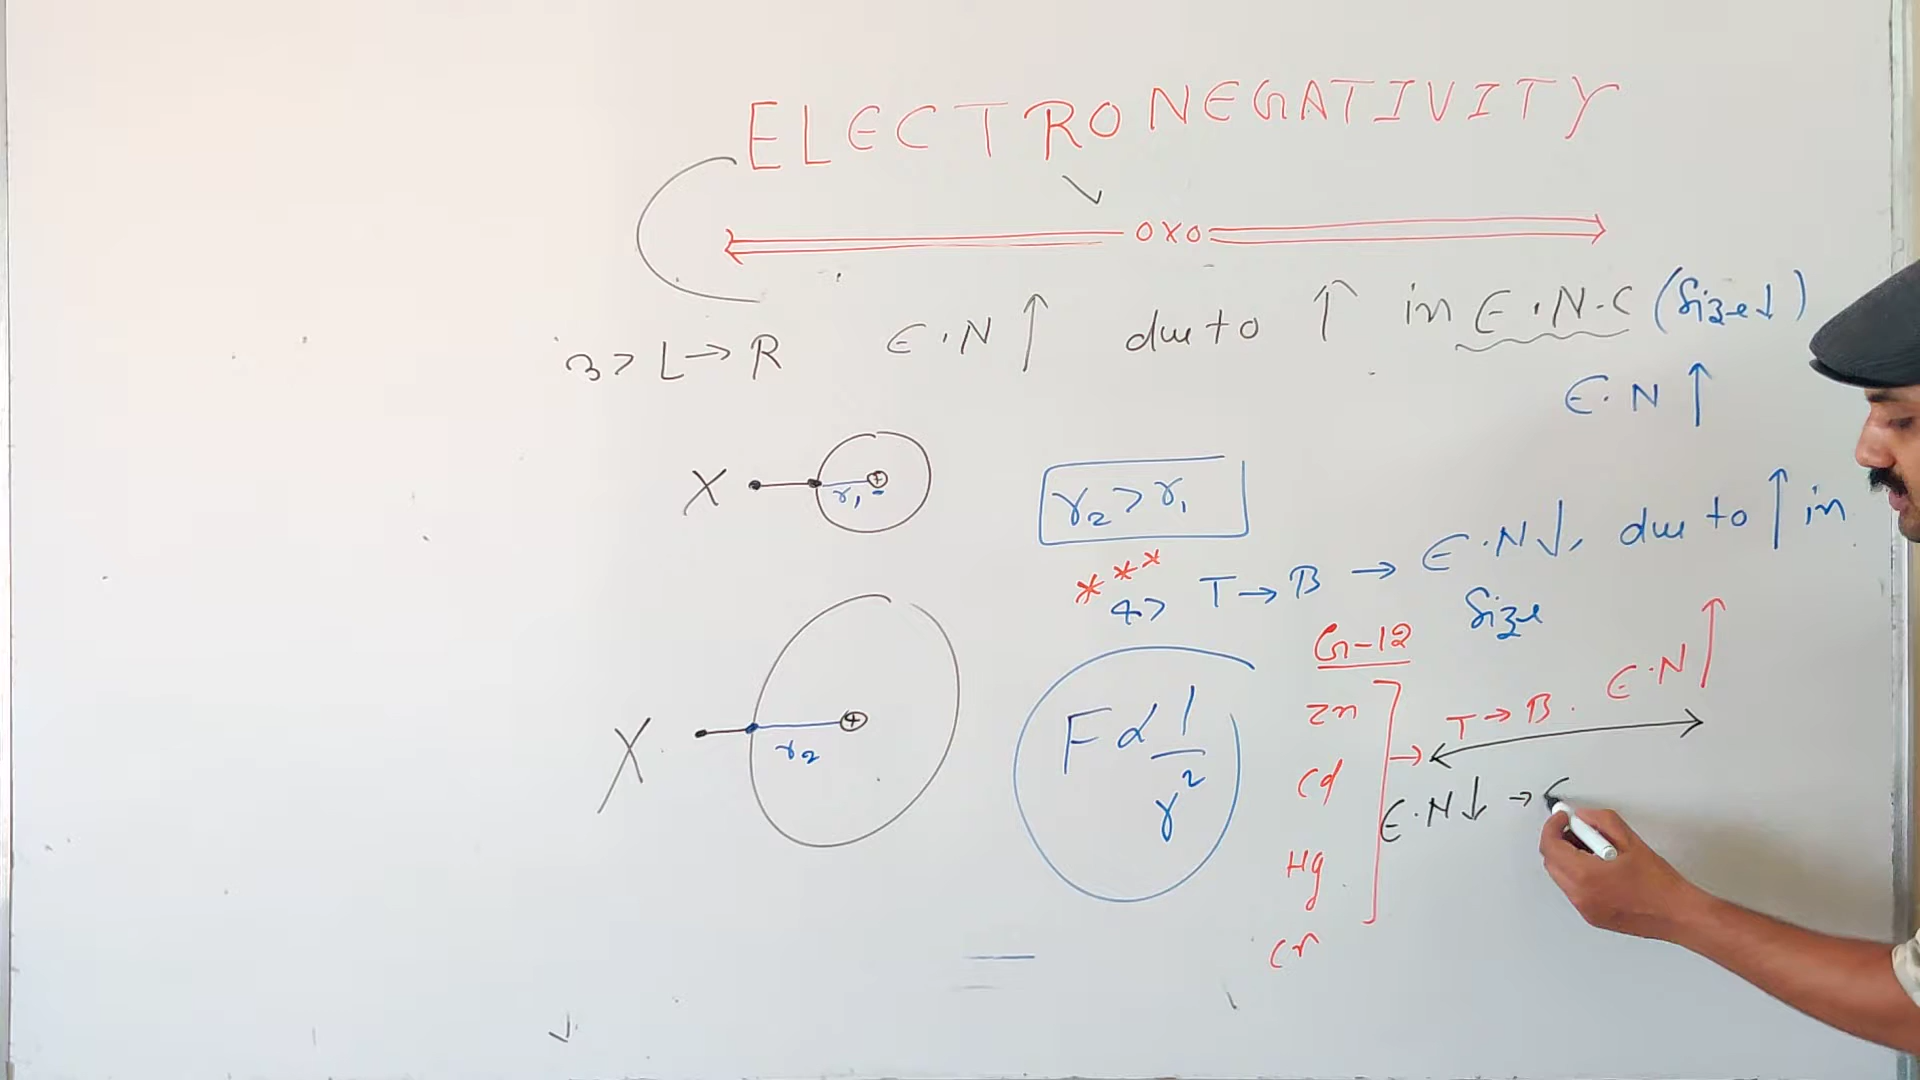 ELECTRONEGATIVITY
OXO
3> L→R E.N↑ due to ↑ in E.N.C (Size↓)
E.N↑
X r₁ +
r₂ > r₁
***
4> T→B → E.N↓, due to ↑ in
Size
X r₂ +
F ∝ 1/r²
Gr-12
Zn
Cd
Hg
Cn
→ T→B. E.N↑
E.N↓ →